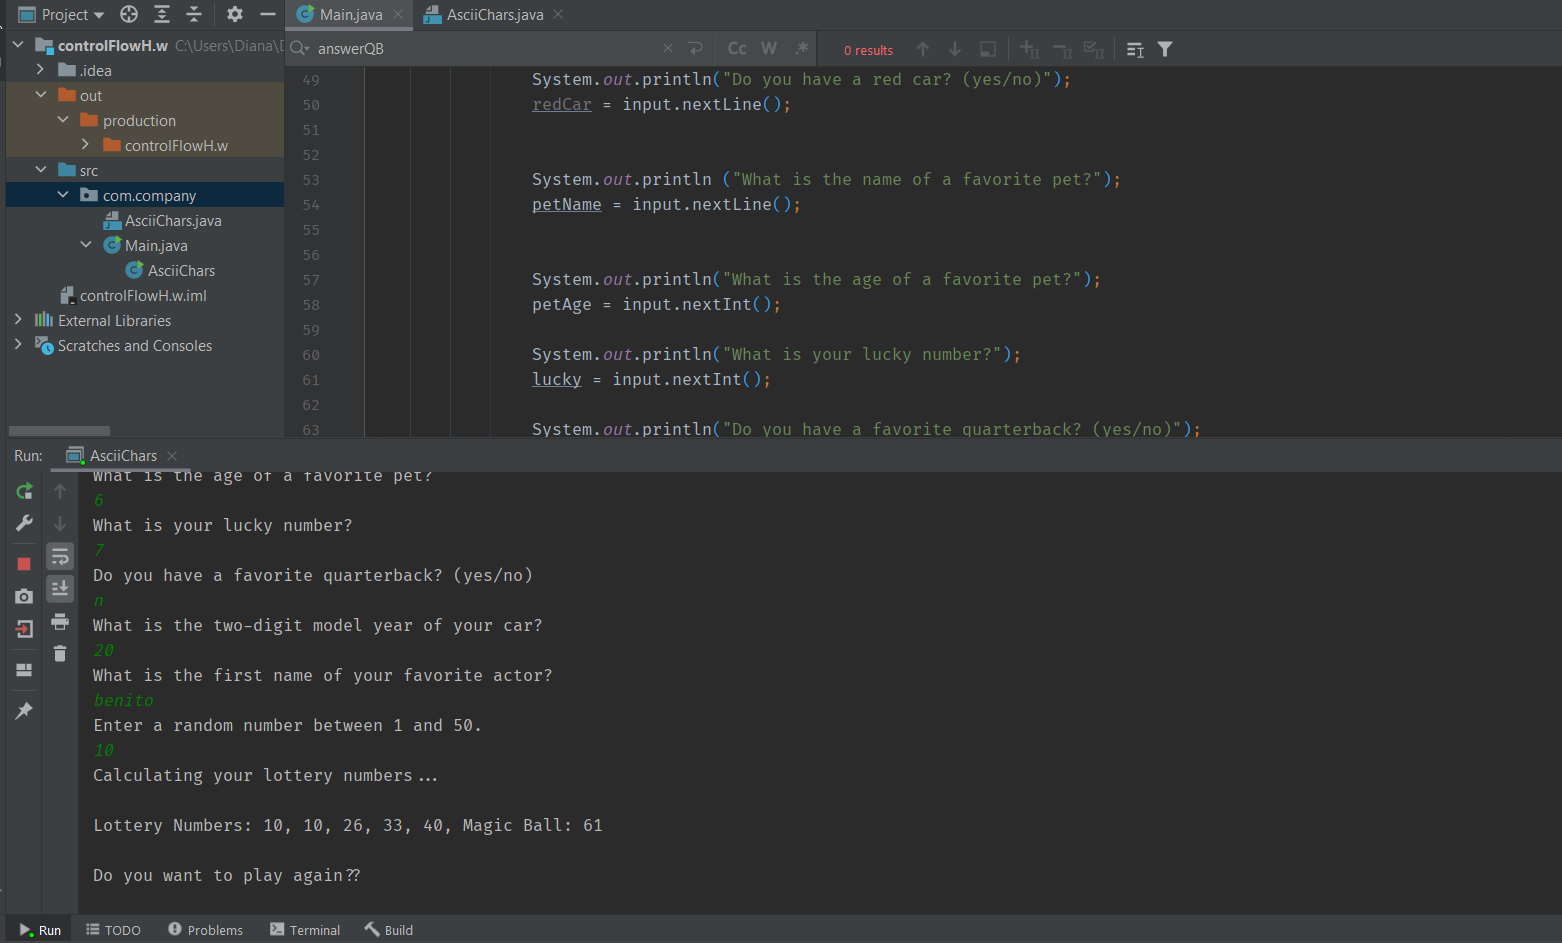 Project
Main.java
AsciiChars.java
controlFlowH.w C:\Users\Diana\D
answerQB
Cc W .*
0 results
.idea
out
production
controlFlowH.w
src
com.company
AsciiChars.java
Main.java
AsciiChars
controlFlowH.w.iml
External Libraries
Scratches and Consoles
49 System.out.println("Do you have a red car? (yes/no)");
50 redCar = input.nextLine();
51
52
53 System.out.println ("What is the name of a favorite pet?");
54 petName = input.nextLine();
55
56
57 System.out.println("What is the age of a favorite pet?");
58 petAge = input.nextInt();
59
60 System.out.println("What is your lucky number?");
61 lucky = input.nextInt();
62
63 System.out.println("Do you have a favorite quarterback? (yes/no)");
Run: AsciiChars
What is the age of a favorite pet?
6
What is your lucky number?
7
Do you have a favorite quarterback? (yes/no)
n
What is the two-digit model year of your car?
20
What is the first name of your favorite actor?
benito
Enter a random number between 1 and 50.
10
Calculating your lottery numbers...
Lottery Numbers: 10, 10, 26, 33, 40, Magic Ball: 61
Do you want to play again??
Run TODO Problems Terminal Build